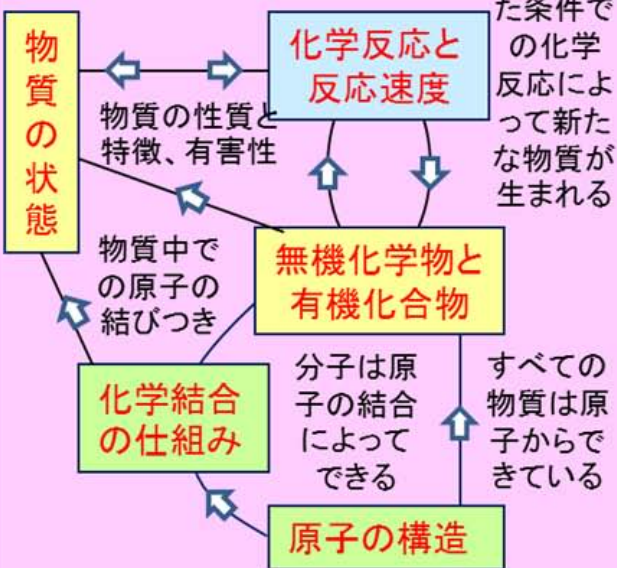 物
質
の
状
態
化学反応と
反応速度
た条件で
の化学
反応によ
って新た
な物質が
生まれる
物質の性質と
特徴、有害性
物質中で
の原子の
結びつき
無機化学物と
有機化合物
化学結合
の仕組み
分子は原
子の結合
によって
できる
すべての
物質は原
子からで
きている
原子の構造